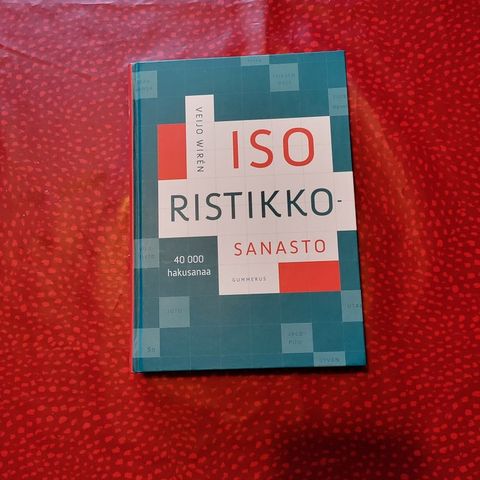 VEIJO WIRÉN
ISO
RISTIKKO-
SANASTO
40 000
hakusanaa
GUMMERUS